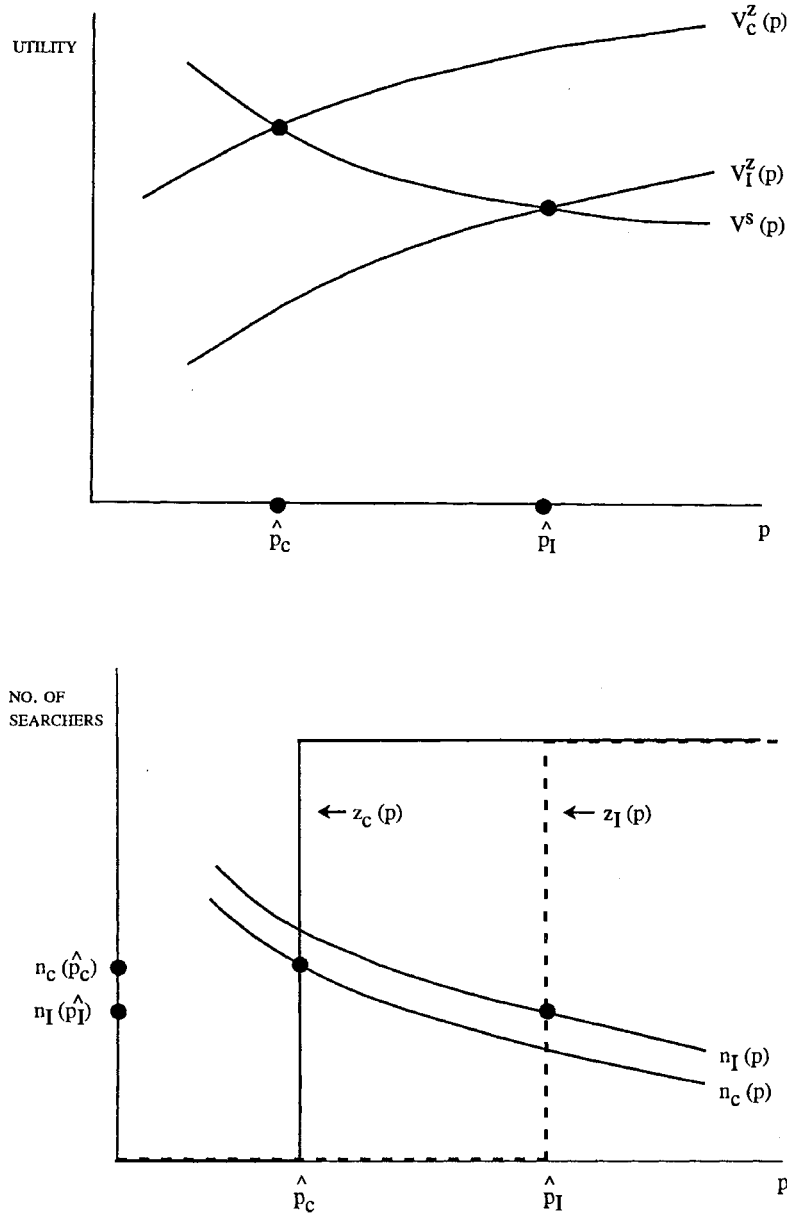 UTILITY
V_C^Z (p)
V_I^Z (p)
V^S (p)
p̂_C
p̂_I
p
NO. OF
SEARCHERS
← z_C (p)
← z_I (p)
n_C (p̂_C)
n_I (p̂_I)
n_I (p)
n_C (p)
p̂_C
p̂_I
p